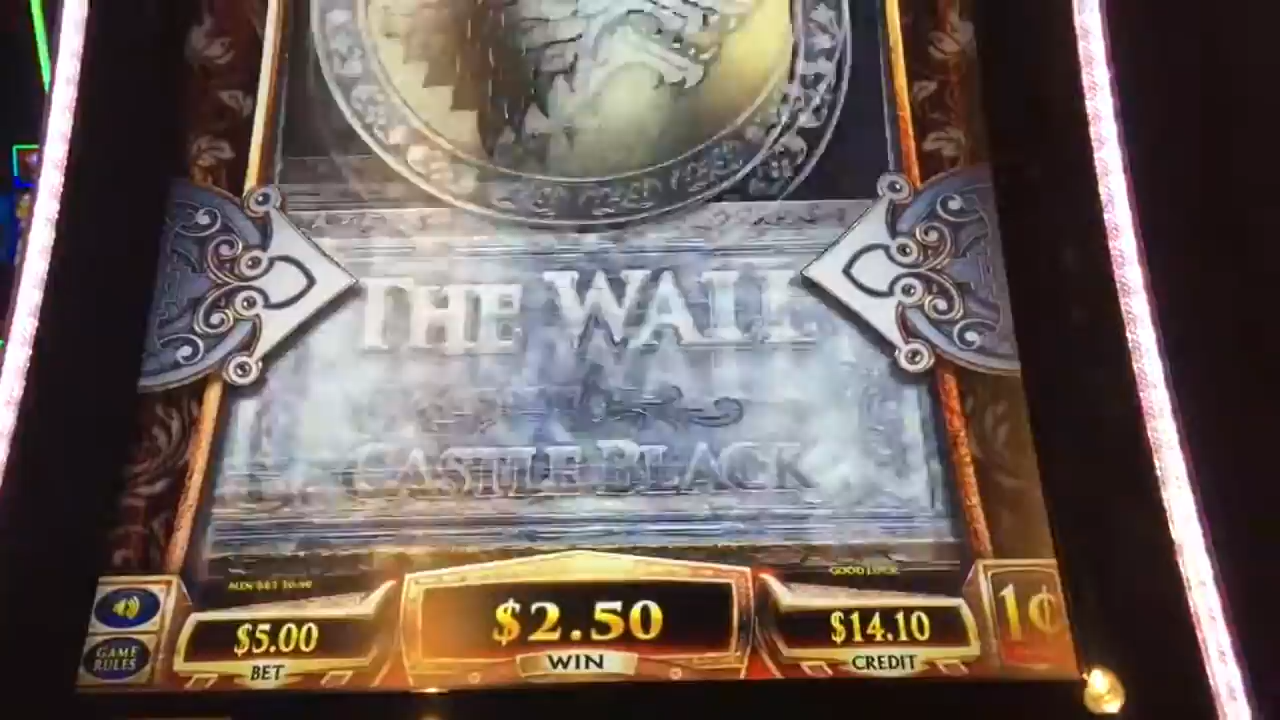 THE WALL
CASTLE BLACK
GOOD LUCK
$5.00
BET
$2.50
WIN
$14.10
CREDIT
1¢
GAME
RULES